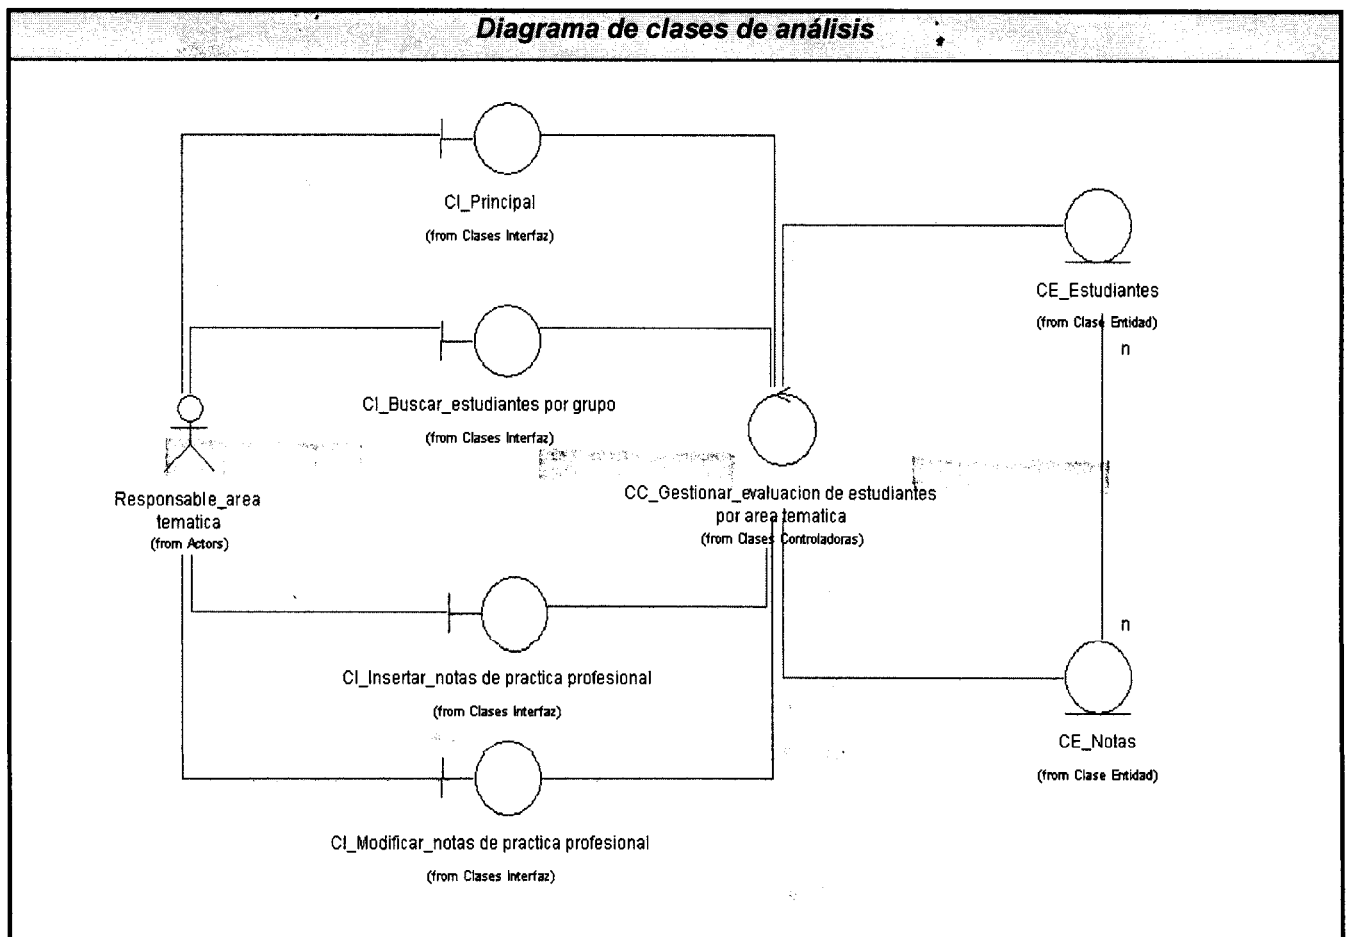 Diagrama de clases de análisis
CI_Principal
(from Clases Interfaz)
CE_Estudiantes
(from Clase Entidad)
n
CI_Buscar_estudiantes por grupo
(from Clases Interfaz)
Responsable_area
tematica
(from Actors)
CC_Gestionar_evaluacion de estudiantes
por area tematica
(from Clases Controladoras)
n
CI_Insertar_notas de practica profesional
(from Clases Interfaz)
CE_Notas
(from Clase Entidad)
CI_Modificar_notas de practica profesional
(from Clases Interfaz)